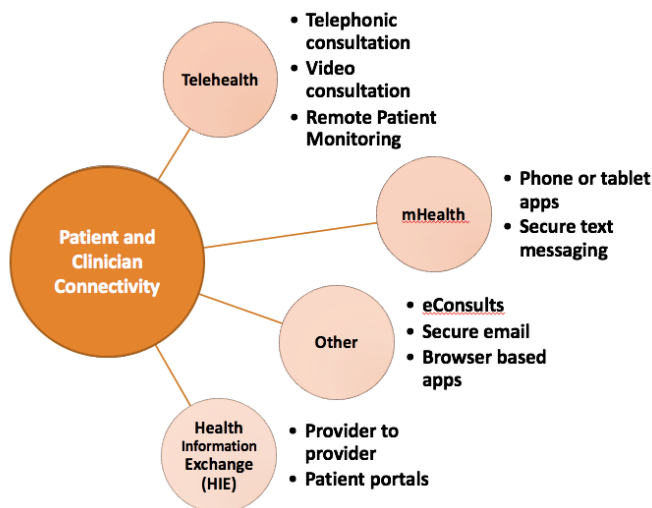 Patient and
Clinician
Connectivity
Telehealth
• Telephonic
consultation
• Video
consultation
• Remote Patient
Monitoring
mHealth
• Phone or tablet
apps
• Secure text
messaging
Other
• eConsults
• Secure email
• Browser based
apps
Health
Information
Exchange
(HIE)
• Provider to
provider
• Patient portals